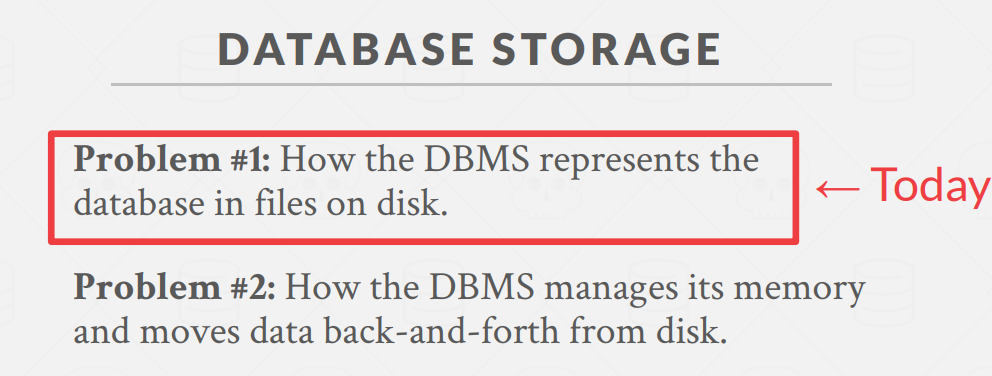 DATABASE STORAGE
Problem #1: How the DBMS represents the
database in files on disk.
← Today
Problem #2: How the DBMS manages its memory
and moves data back-and-forth from disk.